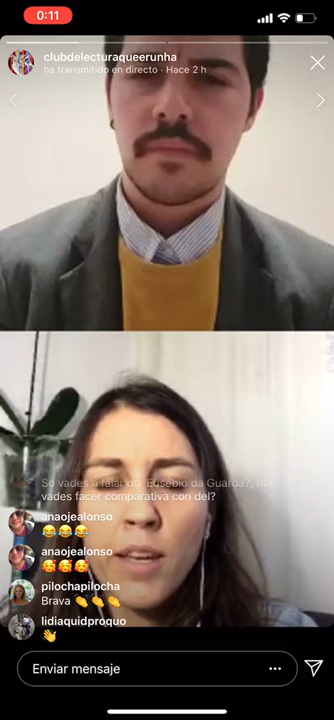 0:11
clubdelecturaqueerunha
ha transmitido en directo · Hace 2 h
So vades a falar do Eusebio da Guarda?, non
vades facer comparativa con del?
anaojealonso
😂😂😂
anaojealonso
🥰🥰🥰
pilochapilocha
Brava 👏👏👏
lidiaquidproquo
👋
Enviar mensaje